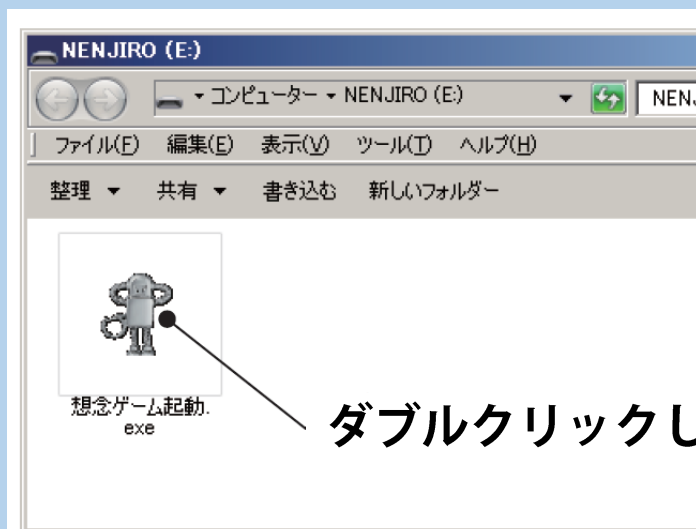 NENJIRO (E:)
コンピューター NENJIRO (E:) NEN
ファイル(F) 編集(E) 表示(V) ツール(T) ヘルプ(H)
整理 共有 書き込む 新しいフォルダー
想念ゲーム起動.
exe
ダブルクリックし